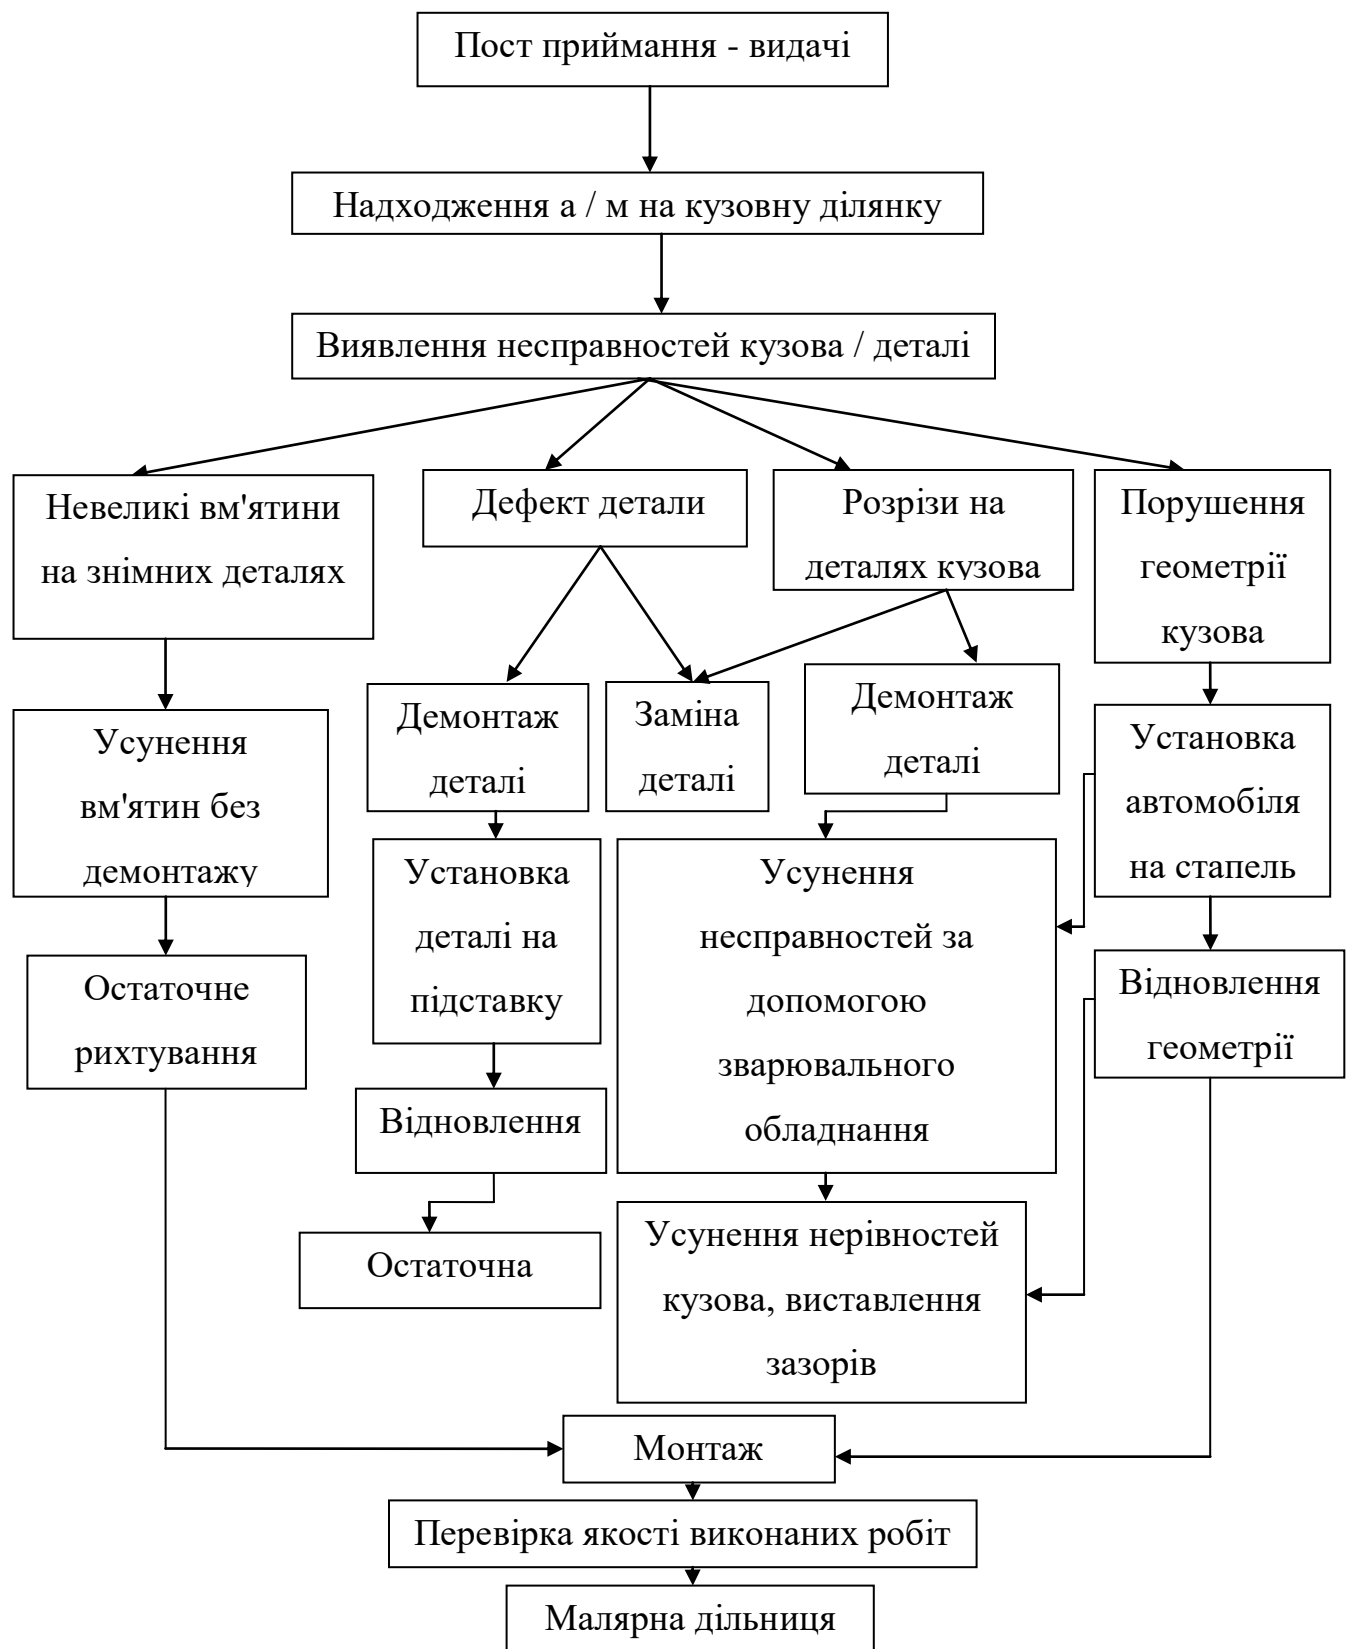 Пост приймання - видачі
Надходження а / м на кузовну ділянку
Виявлення несправностей кузова / деталі
Невеликі вм'ятини
на знімних деталях
Дефект детали
Розрізи на
деталях кузова
Порушення
геометрії
кузова
Демонтаж
деталі
Заміна
деталі
Демонтаж
деталі
Усунення
вм'ятин без
демонтажу
Установка
автомобіля
на стапель
Установка
деталі на
підставку
Усунення
несправностей за
допомогою
зварювального
обладнання
Остаточне
рихтування
Відновлення
геометрії
Відновлення
Остаточна
Усунення нерівностей
кузова, виставлення
зазорів
Монтаж
Перевірка якості виконаних робіт
Малярна дільниця